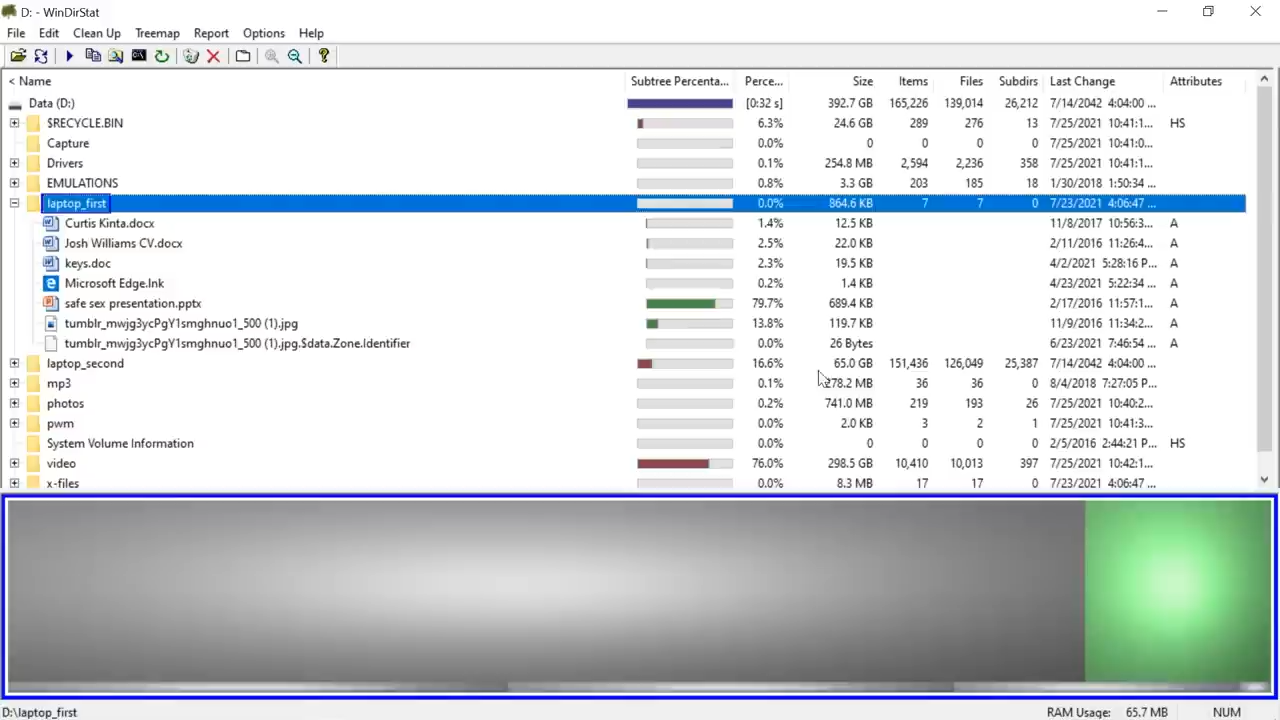 D: - WinDirStat
File Edit Clean Up Treemap Report Options Help
< Name Subtree Percenta... Perce... Size Items Files Subdirs Last Change Attributes
Data (D:) [0:32 s] 392.7 GB 165,226 139,014 26,212 7/14/2042 4:04:00 ...
$RECYCLE.BIN 6.3% 24.6 GB 289 276 13 7/25/2021 10:41:1... HS
Capture 0.0% 0 0 0 0 7/25/2021 10:41:0...
Drivers 0.1% 254.8 MB 2,594 2,236 358 7/25/2021 10:41:1...
EMULATIONS 0.8% 3.3 GB 203 185 18 1/30/2018 1:50:34 ...
laptop_first 0.0% 864.6 KB 7 7 0 7/23/2021 4:06:47 ...
Curtis Kinta.docx 1.4% 12.5 KB 11/8/2017 10:56:3... A
Josh Williams CV.docx 2.5% 22.0 KB 2/11/2016 11:26:4... A
keys.doc 2.3% 19.5 KB 4/2/2021 5:28:16 P... A
Microsoft Edge.lnk 0.2% 1.4 KB 4/23/2021 5:22:34 ... A
safe sex presentation.pptx 79.7% 689.4 KB 2/17/2016 11:57:1... A
tumblr_mwjg3ycPgY1smghnuo1_500 (1).jpg 13.8% 119.7 KB 11/9/2016 11:34:2... A
tumblr_mwjg3ycPgY1smghnuo1_500 (1).jpg.$data.Zone.Identifier 0.0% 26 Bytes 6/23/2021 7:46:54 ... A
laptop_second 16.6% 65.0 GB 151,436 126,049 25,387 7/14/2042 4:04:00 ...
mp3 0.1% 278.2 MB 36 36 0 8/4/2018 7:27:05 P...
photos 0.2% 741.0 MB 219 193 26 7/25/2021 10:40:2...
pwm 0.0% 2.0 KB 3 2 1 7/25/2021 10:41:3...
System Volume Information 0.0% 0 0 0 0 2/5/2016 2:44:21 P... HS
video 76.0% 298.5 GB 10,410 10,013 397 7/25/2021 10:42:1...
x-files 0.0% 8.3 MB 17 17 0 7/23/2021 4:06:47 ...
D:\laptop_first RAM Usage: 65.7 MB NUM